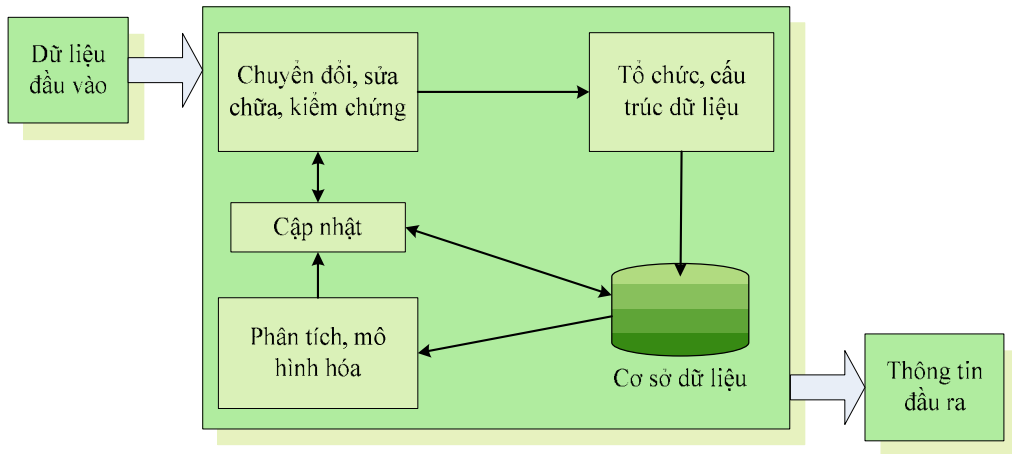 Dữ liệu
đầu vào
Chuyển đổi, sửa
chữa, kiểm chứng
Tổ chức, cấu
trúc dữ liệu
Cập nhật
Phân tích, mô
hình hóa
Cơ sở dữ liệu
Thông tin
đầu ra